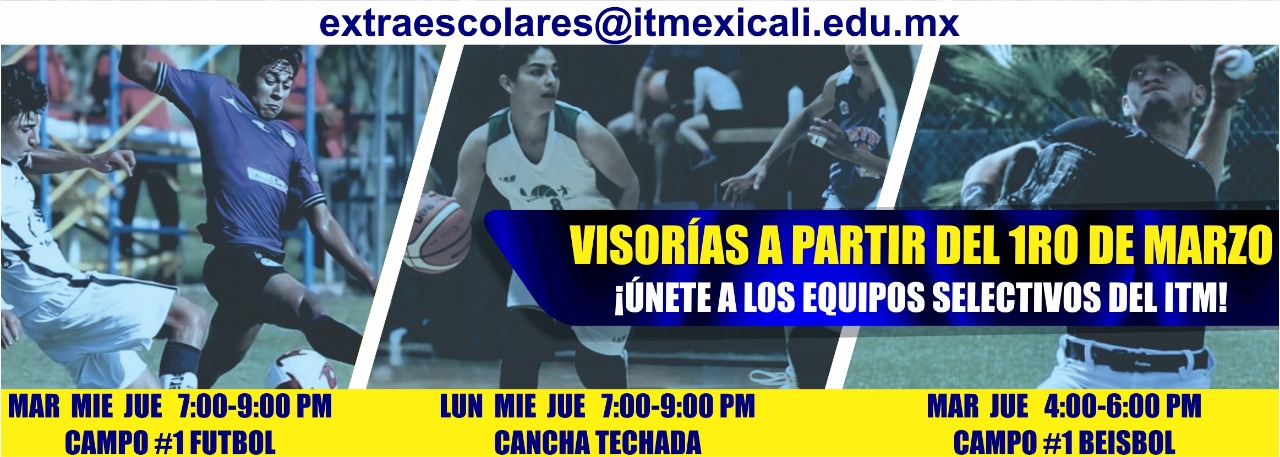 extraescolares@itmexicali.edu.mx
VISORÍAS A PARTIR DEL 1RO DE MARZO
¡ÚNETE A LOS EQUIPOS SELECTIVOS DEL ITM!
MAR MIE JUE 7:00-9:00 PM
CAMPO #1 FUTBOL
LUN MIE JUE 7:00-9:00 PM
CANCHA TECHADA
MAR JUE 4:00-6:00 PM
CAMPO #1 BEISBOL